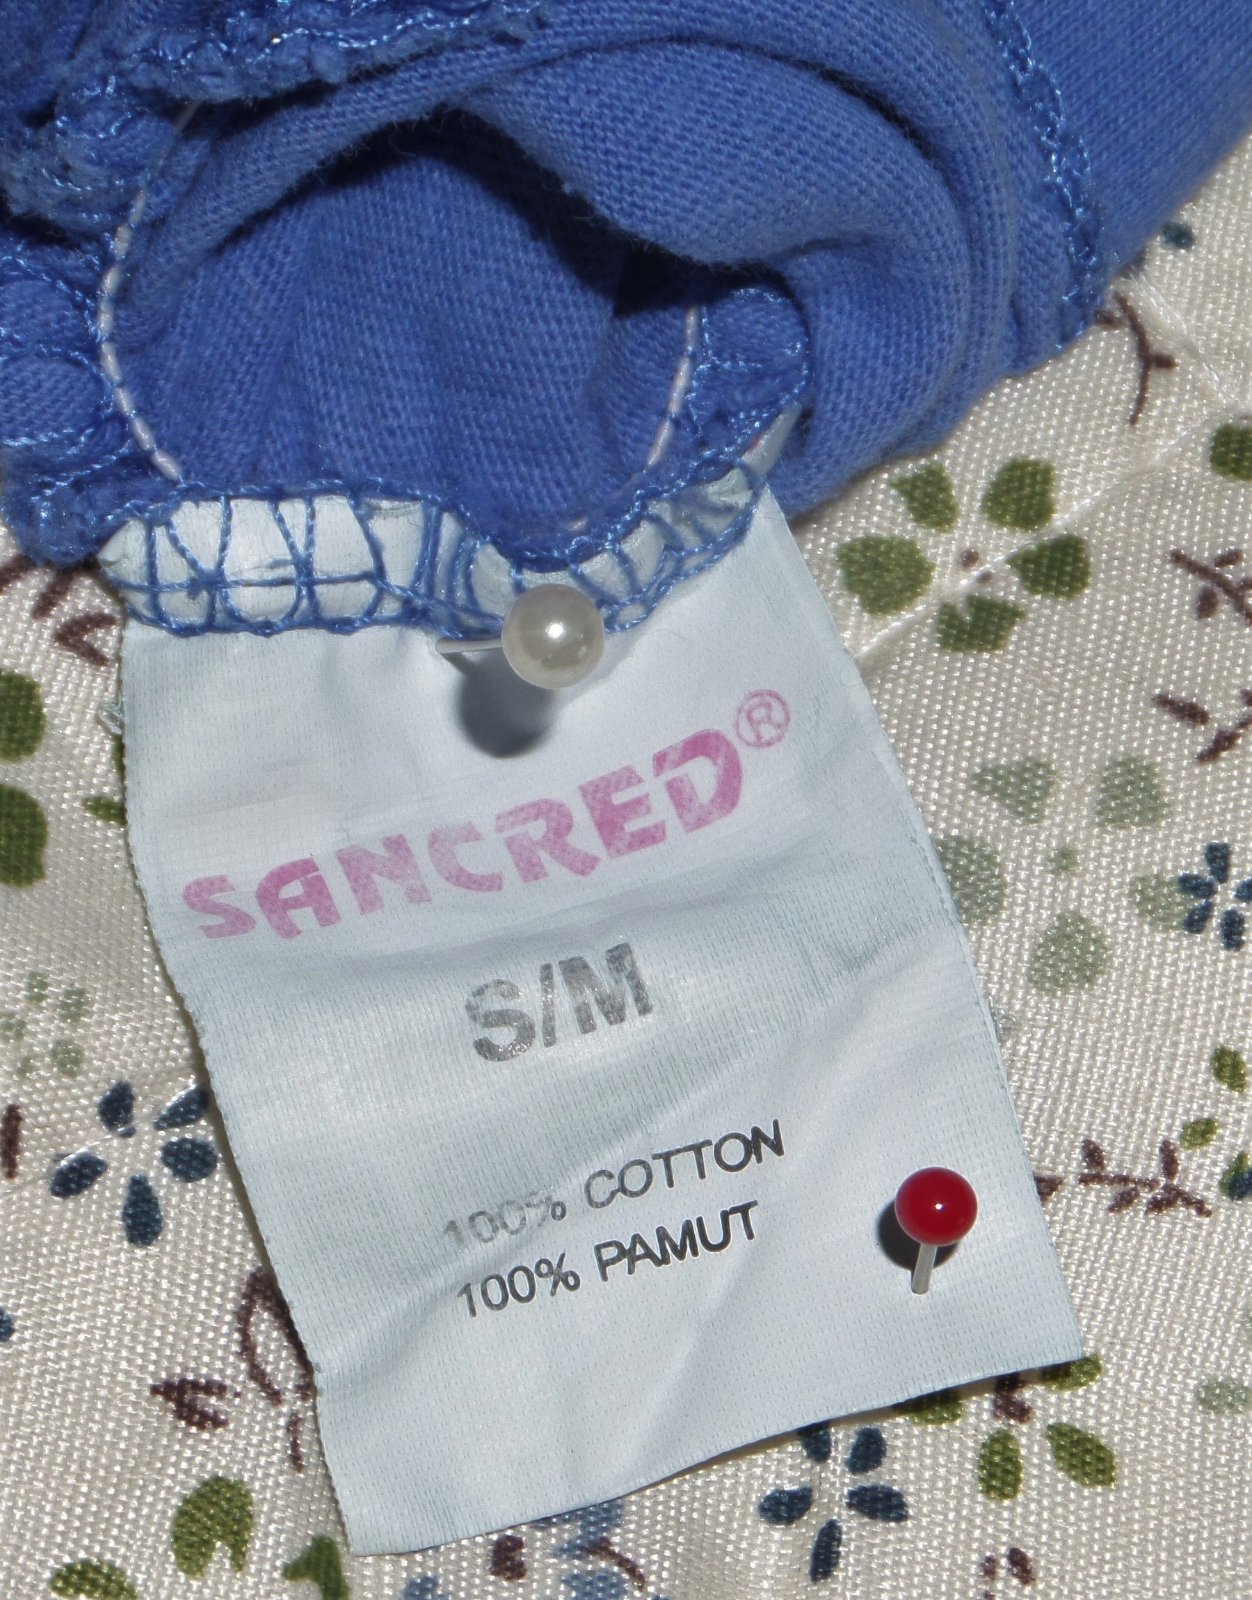 SANCRED®
S/M
100% COTTON
100% PAMUT